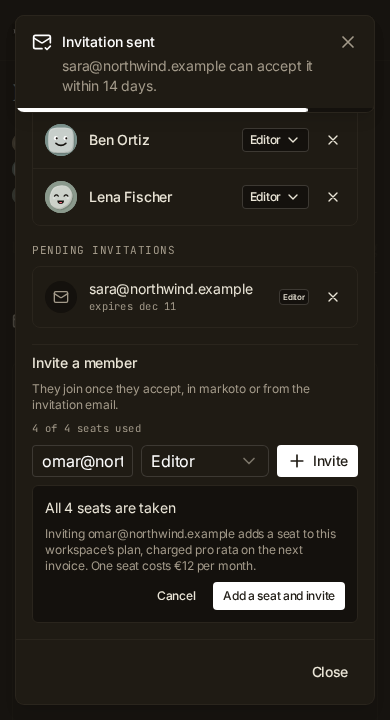 Invitation sent
sara@northwind.example can accept it
within 14 days.
Ben Ortiz
Editor
Lena Fischer
Editor
PENDING INVITATIONS
sara@northwind.example
expires dec 11
Editor
Invite a member
They join once they accept, in markoto or from the
invitation email.
4 of 4 seats used
omar@nort
Editor
Invite
All 4 seats are taken
Inviting omar@northwind.example adds a seat to this
workspace's plan, charged pro rata on the next
invoice. One seat costs €12 per month.
Cancel
Add a seat and invite
Close